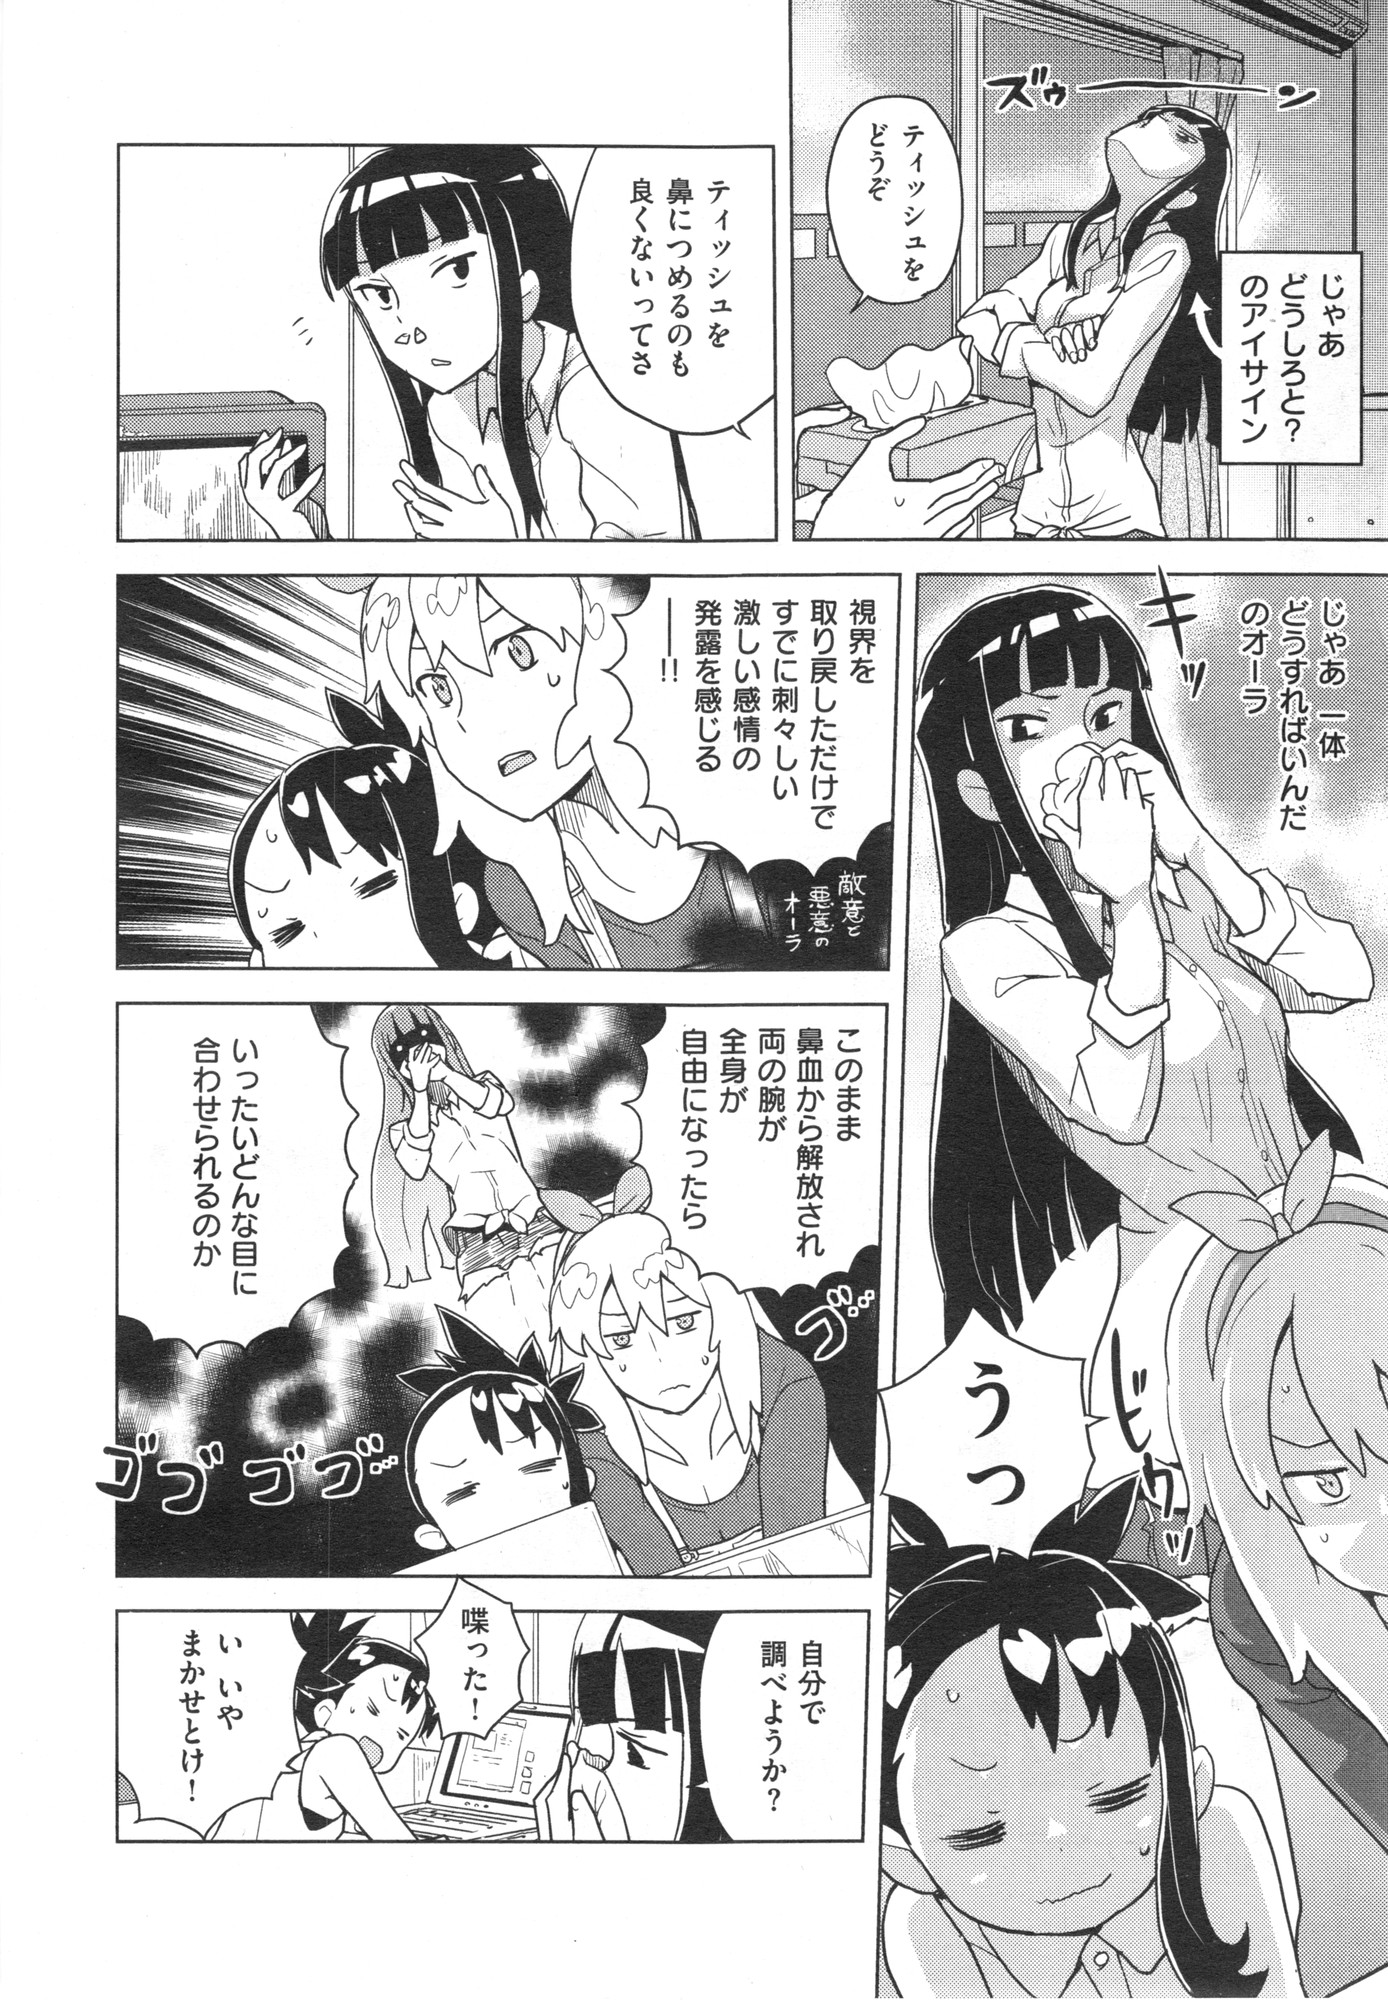 ズゥーーン
ティッシュを
どうぞ
じゃあ
どうしろと?
のアイサイン
ティッシュを
鼻につめるのも
良くないってさ
じゃあ 一体
どうすればいんだ
のオーラ
キッ
ビクゥッ
うっ
視界を
取り戻しただけで
すでに刺々しい
激しい感情の
発露を感じる
――!!
敵意と
悪意の
オーラ
このまま
鼻血から解放され
両の腕が
全身が
自由になったら
いったいどんな目に
合わせられるのか
ゴ…
ゴゴゴゴ…
自分で
調べようか?
喋った!
い いや
まかせとけ!